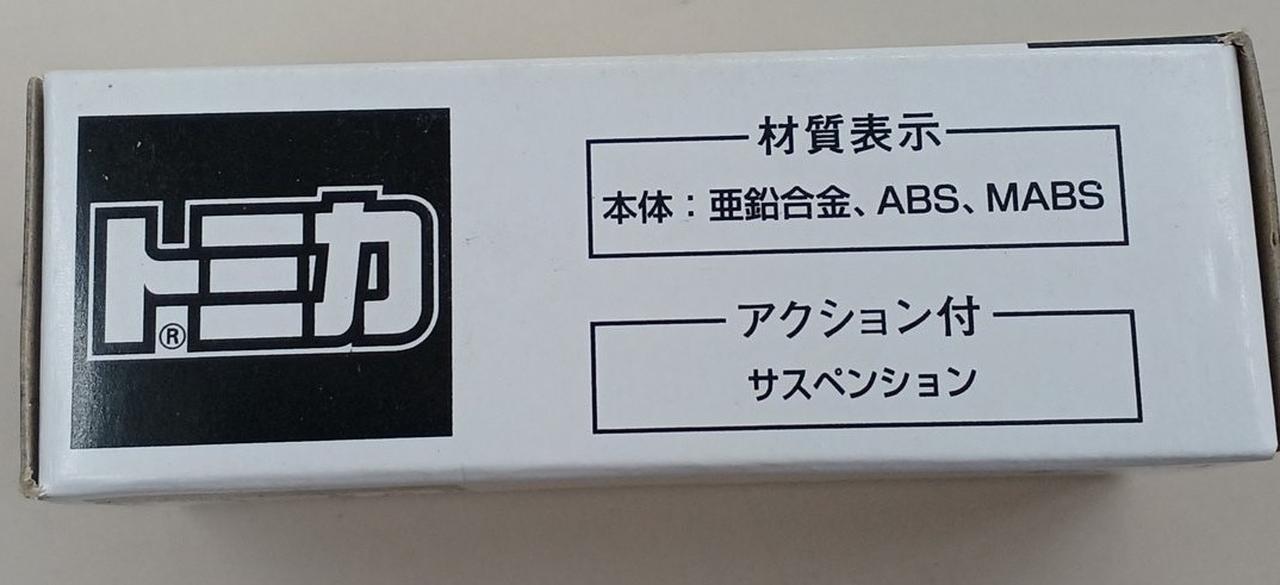 トミカ®
材質表示
本体：亜鉛合金、ABS、MABS
アクション付
サスペンション